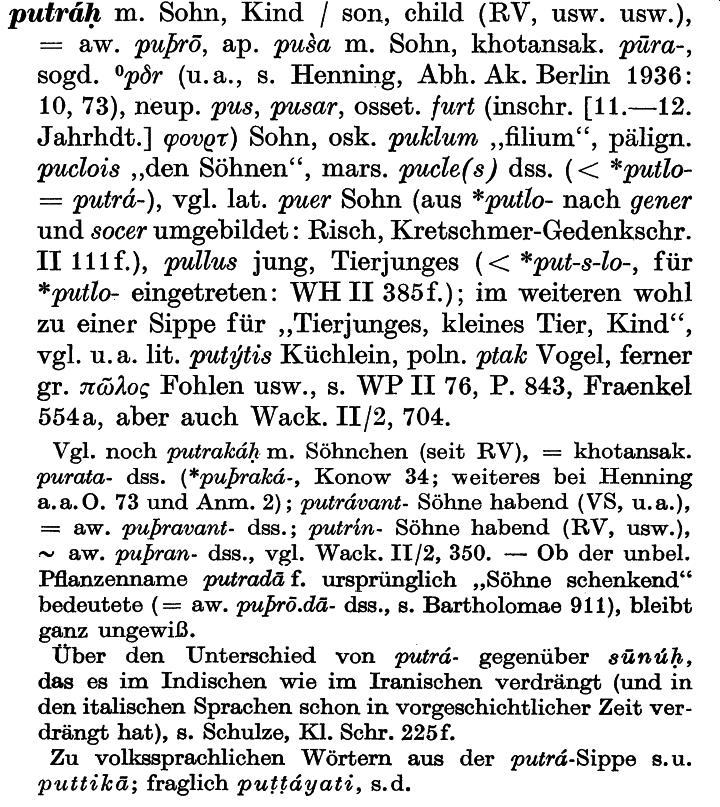 putráḥ m. Sohn, Kind / son, child (RV, usw. usw.),
= aw. puþrō, ap. pus̀a m. Sohn, khotansak. pūra-,
sogd. ⁰pδr (u.a., s. Henning, Abh. Ak. Berlin 1936:
10, 73), neup. pus, pusar, osset. furt (inschr. [11.—12.
Jahrhdt.] φουρτ) Sohn, osk. puklum „filium“, pälign.
puclois „den Söhnen“, mars. pucle(s) dss. (< *putlo-
= putrá-), vgl. lat. puer Sohn (aus *putlo- nach gener
und socer umgebildet: Risch, Kretschmer-Gedenkschr.
II 111f.), pullus jung, Tierjunges (< *put-s-lo-, für
*putlo- eingetreten: WH II 385f.); im weiteren wohl
zu einer Sippe für „Tierjunges, kleines Tier, Kind“,
vgl. u.a. lit. putýtis Küchlein, poln. ptak Vogel, ferner
gr. πῶλος Fohlen usw., s. WP II 76, P. 843, Fraenkel
554a, aber auch Wack. II/2, 704.
Vgl. noch putrakáḥ m. Söhnchen (seit RV), = khotansak.
purata- dss. (*puþraká-, Konow 34; weiteres bei Henning
a.a.O. 73 und Anm. 2); putrávant- Söhne habend (VS, u.a.),
= aw. puþravant- dss.; putrín- Söhne habend (RV, usw.),
~ aw. puþran- dss., vgl. Wack. II/2, 350. — Ob der unbel.
Pflanzenname putradā f. ursprünglich „Söhne schenkend“
bedeutete (= aw. puþrō.dā- dss., s. Bartholomae 911), bleibt
ganz ungewiß.
Über den Unterschied von putrá- gegenüber sūnúḥ,
das es im Indischen wie im Iranischen verdrängt (und in
den italischen Sprachen schon in vorgeschichtlicher Zeit ver-
drängt hat), s. Schulze, Kl. Schr. 225f.
Zu volkssprachlichen Wörtern aus der putrá-Sippe s.u.
puttikā; fraglich puṭṭáyati, s.d.